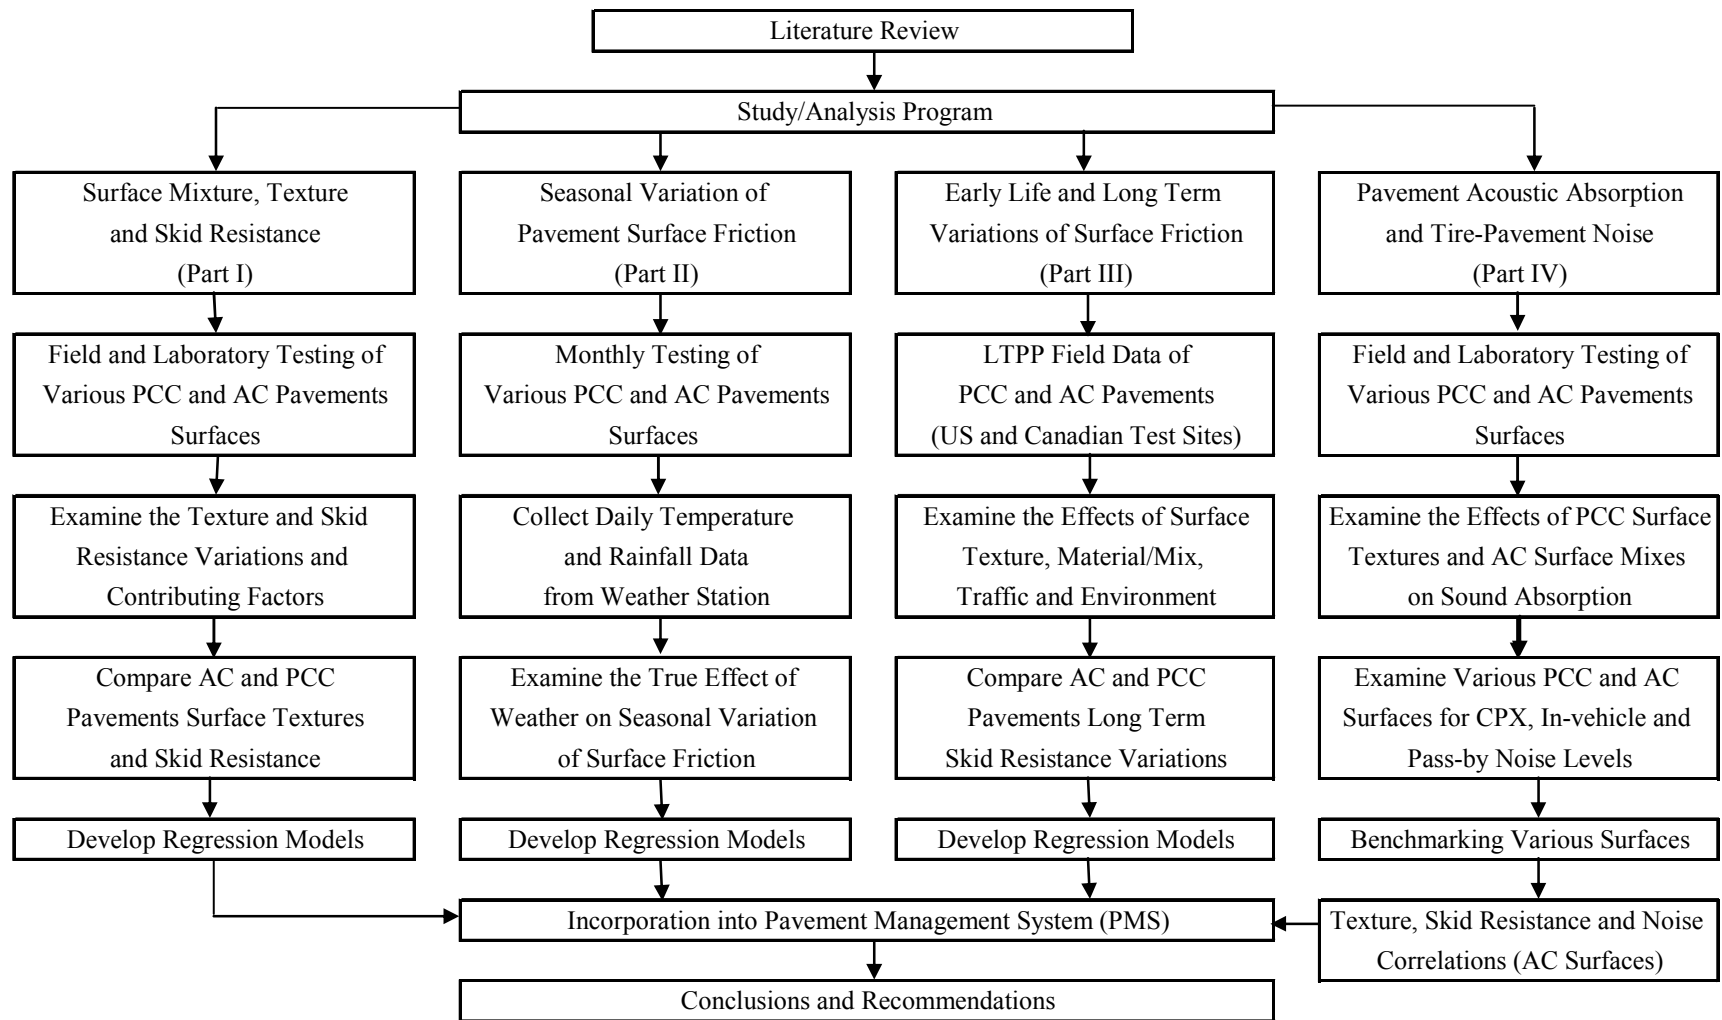 Literature Review
Study/Analysis Program
Surface Mixture, Texture
and Skid Resistance
(Part I)
Seasonal Variation of
Pavement Surface Friction
(Part II)
Early Life and Long Term
Variations of Surface Friction
(Part III)
Pavement Acoustic Absorption
and Tire-Pavement Noise
(Part IV)
Field and Laboratory Testing of
Various PCC and AC Pavements
Surfaces
Monthly Testing of
Various PCC and AC Pavements
Surfaces
LTPP Field Data of
PCC and AC Pavements
(US and Canadian Test Sites)
Field and Laboratory Testing of
Various PCC and AC Pavements
Surfaces
Examine the Texture and Skid
Resistance Variations and
Contributing Factors
Collect Daily Temperature
and Rainfall Data
from Weather Station
Examine the Effects of Surface
Texture, Material/Mix,
Traffic and Environment
Examine the Effects of PCC Surface
Textures and AC Surface Mixes
on Sound Absorption
Compare AC and PCC
Pavements Surface Textures
and Skid Resistance
Examine the True Effect of
Weather on Seasonal Variation
of Surface Friction
Compare AC and PCC
Pavements Long Term
Skid Resistance Variations
Examine Various PCC and AC
Surfaces for CPX, In-vehicle and
Pass-by Noise Levels
Develop Regression Models
Develop Regression Models
Develop Regression Models
Benchmarking Various Surfaces
Incorporation into Pavement Management System (PMS)
Texture, Skid Resistance and Noise
Correlations (AC Surfaces)
Conclusions and Recommendations